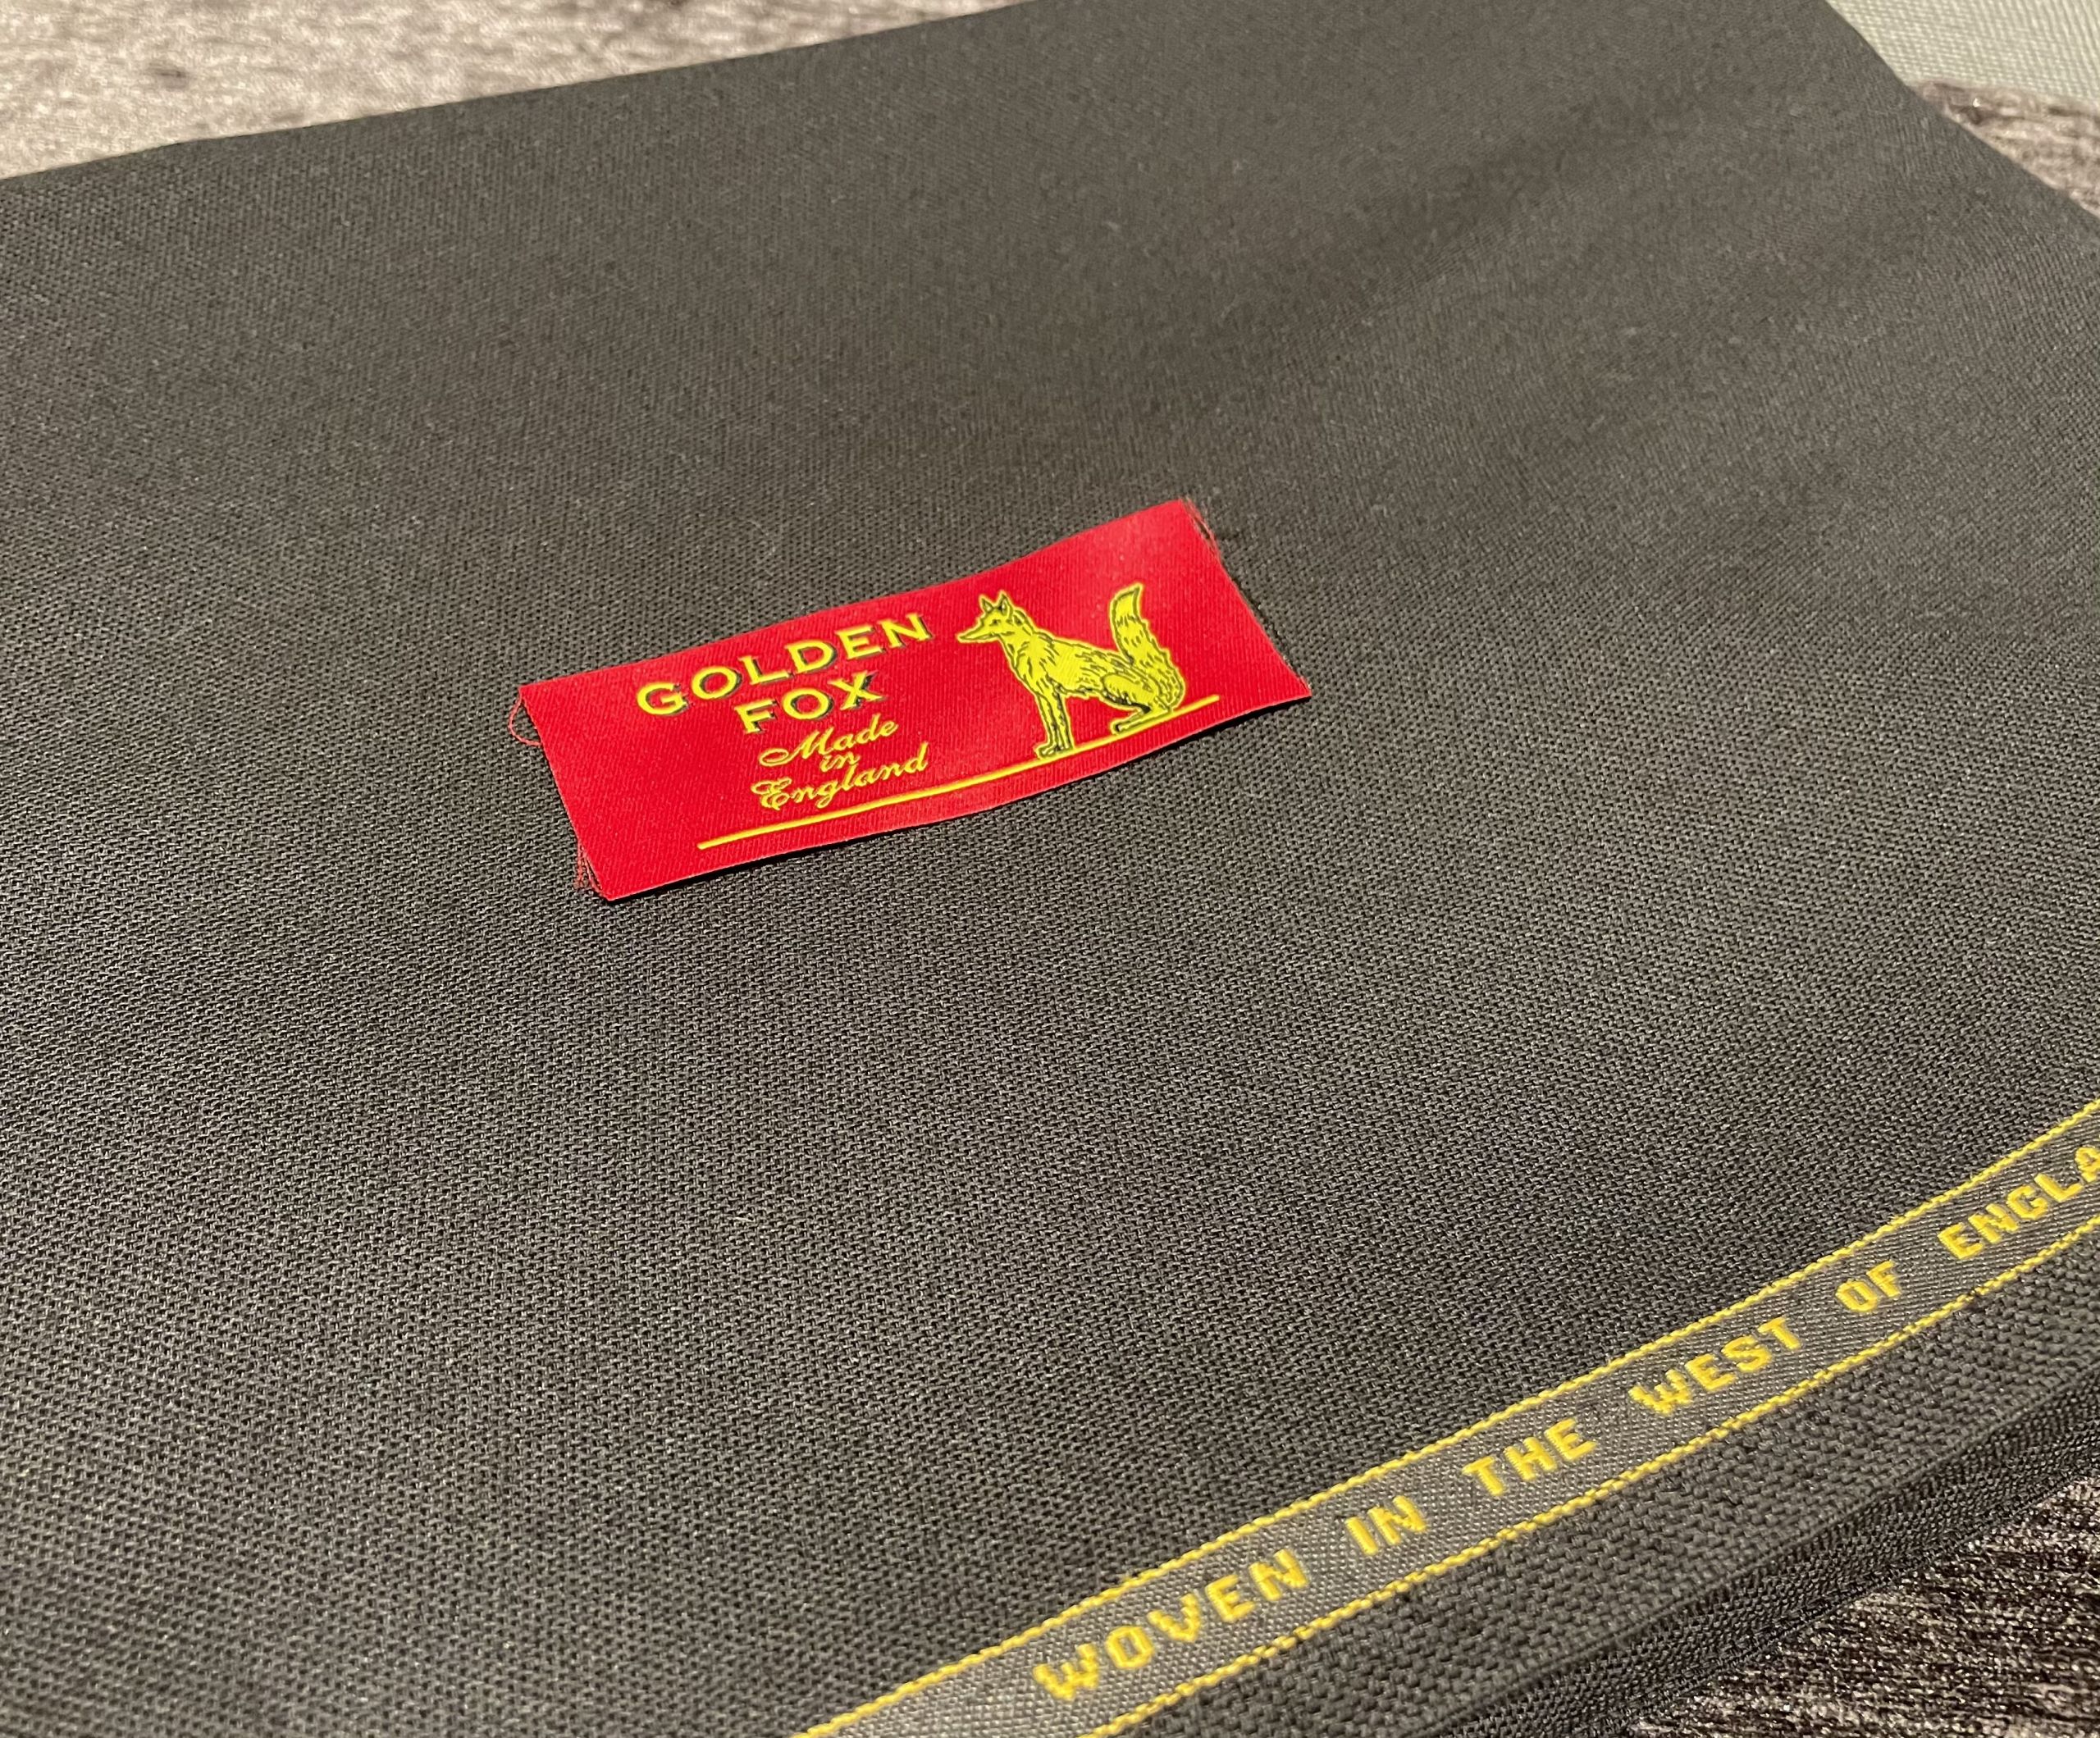 GOLDEN
FOX
Made
in
England
WOVEN IN THE WEST OF ENGLA